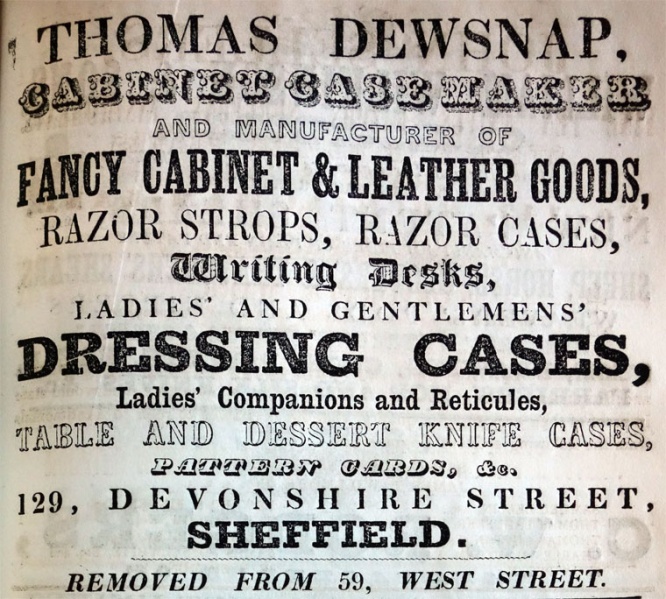 THOMAS DEWSNAP,
CABINET CASE MAKER
AND MANUFACTURER OF
FANCY CABINET & LEATHER GOODS,
RAZOR STROPS, RAZOR CASES,
Writing Desks,
LADIES' AND GENTLEMENS'
DRESSING CASES,
Ladies' Companions and Reticules,
TABLE AND DESSERT KNIFE CASES,
PATTERN CARDS, &c.
129, DEVONSHIRE STREET,
SHEFFIELD.
REMOVED FROM 59, WEST STREET.